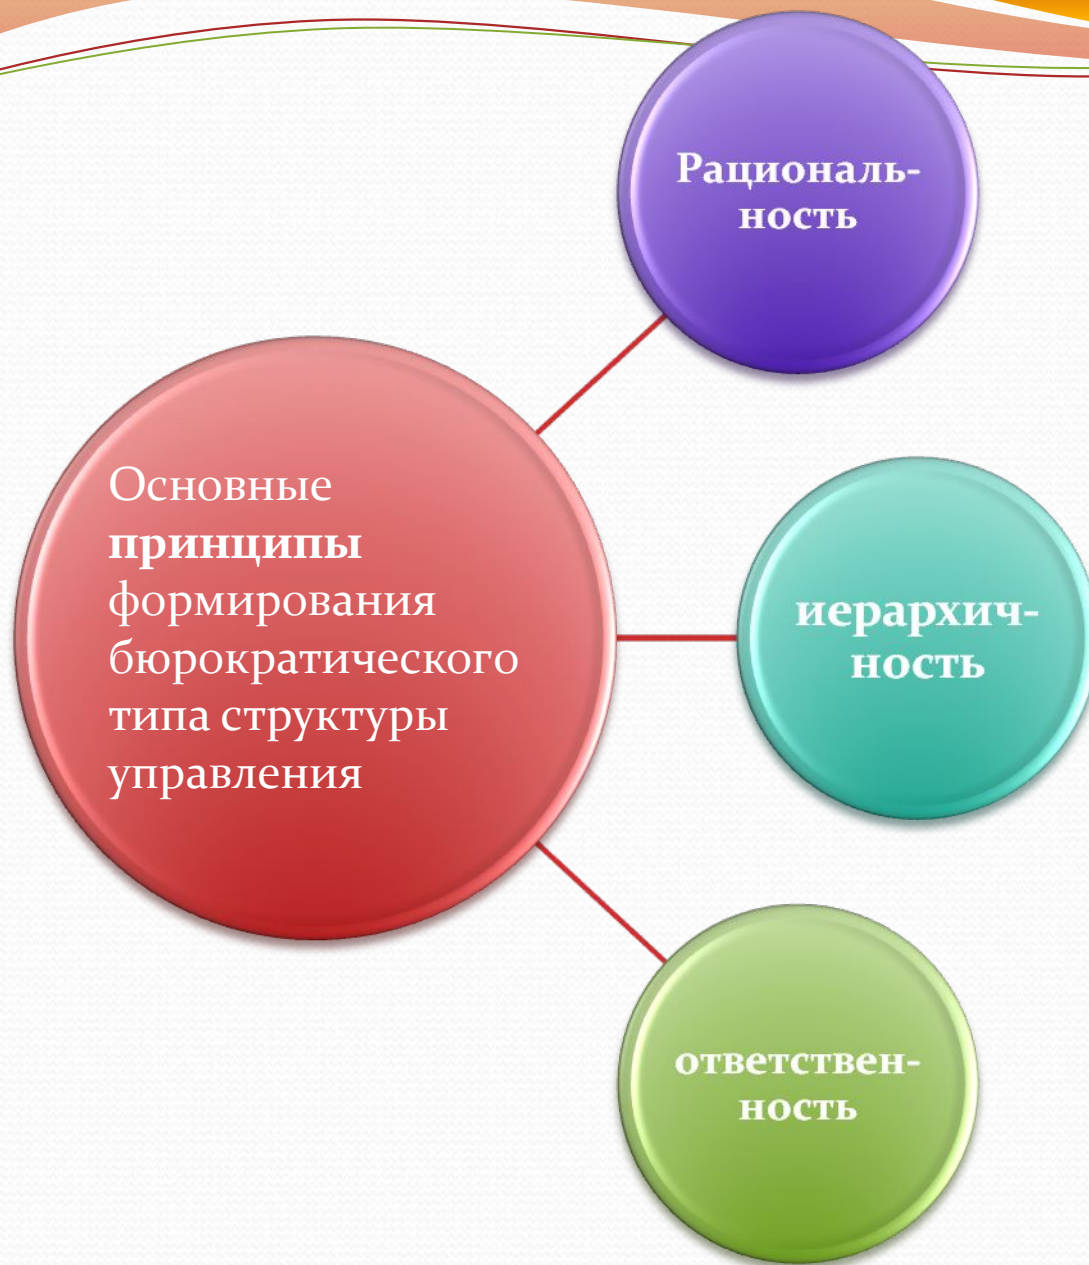 Рациональ-
ность
Основные
принципы
формирования
бюрократического
типа структуры
управления
иерархич-
ность
ответствен-
ность